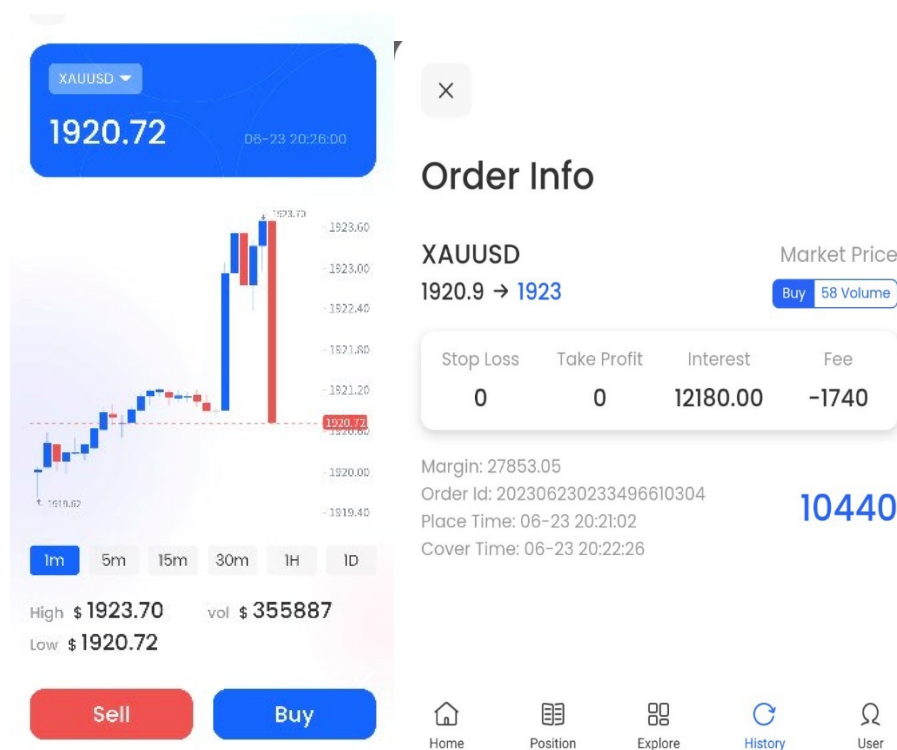 XAUUSD
1920.72
06-23 20:26:00
1923.70
1923.60
1923.00
1922.40
1921.80
1921.20
1920.72
1920.60
1920.00
1919.62
1919.40
1m 5m 15m 30m 1H 1D
High $ 1923.70 vol $ 355887
Low $ 1920.72
Sell Buy
Order Info
XAUUSD Market Price
1920.9 → 1923 Buy 58 Volume
Stop Loss Take Profit Interest Fee
0 0 12180.00 -1740
Margin: 27853.05
Order Id: 202306230233496610304
Place Time: 06-23 20:21:02
Cover Time: 06-23 20:22:26
10440
Home Position Explore History User